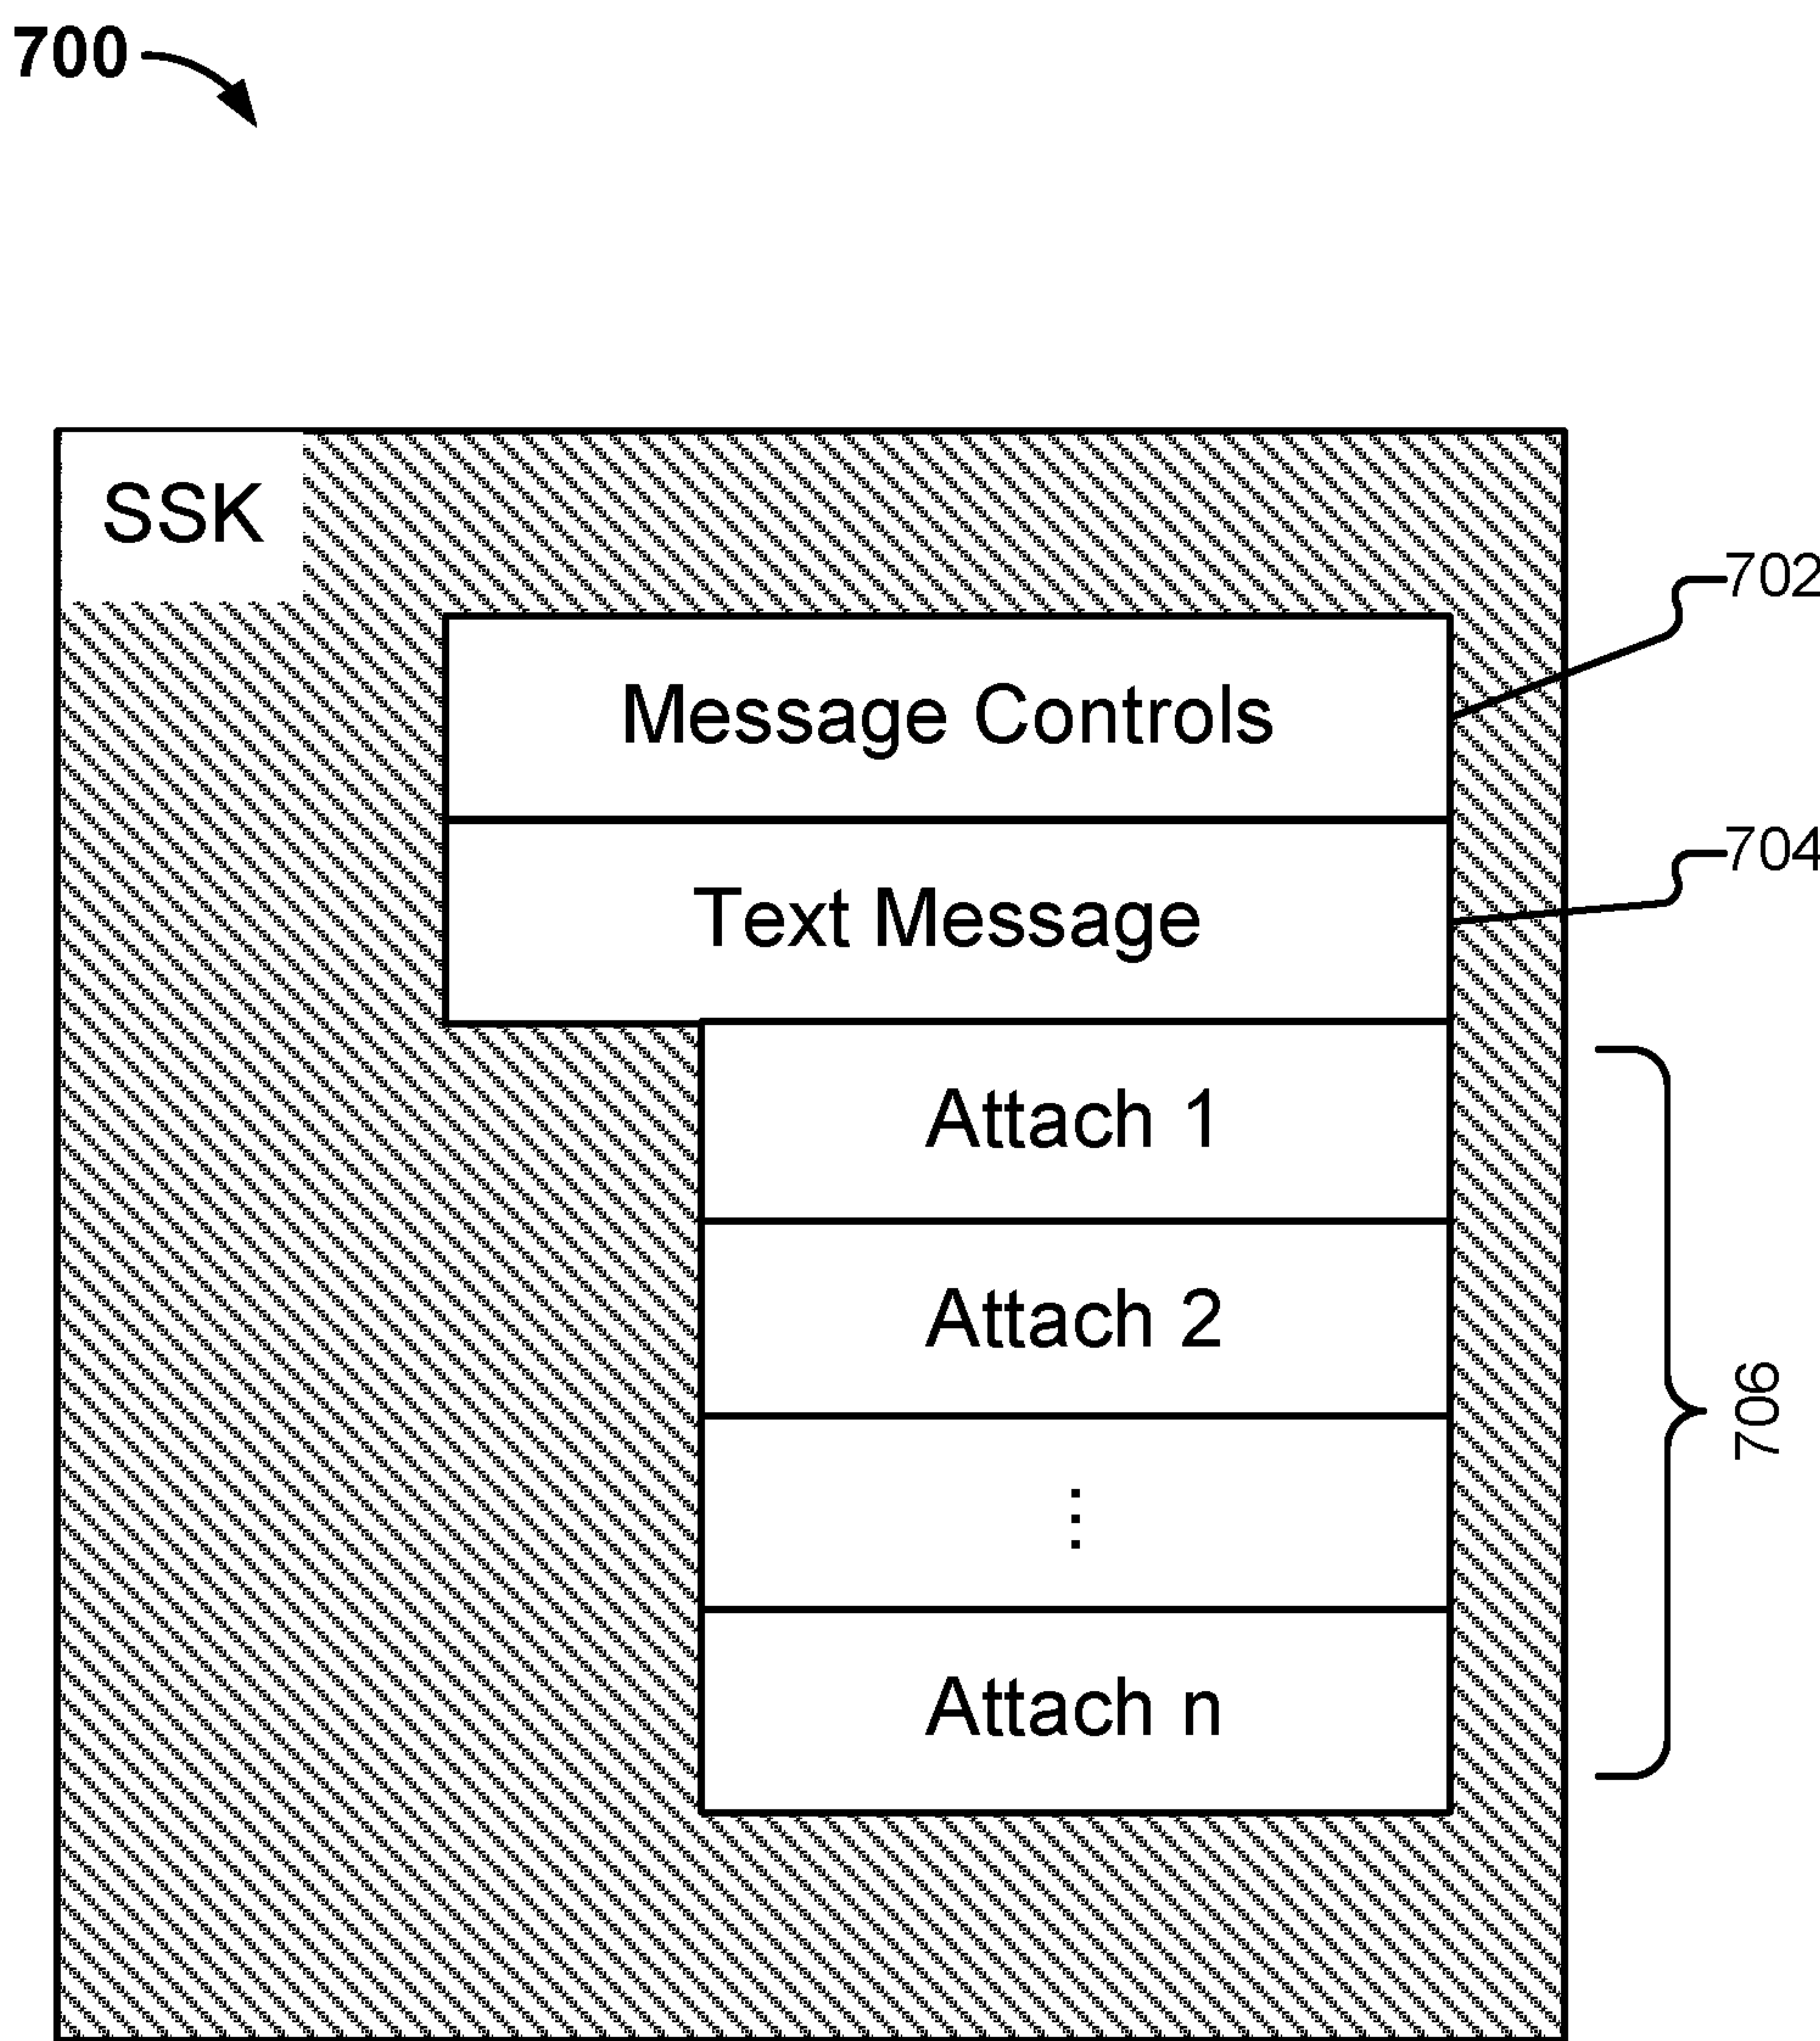 700
SSK
702
Message Controls
704
Text Message
Attach 1
Attach 2
706
⋮
Attach n